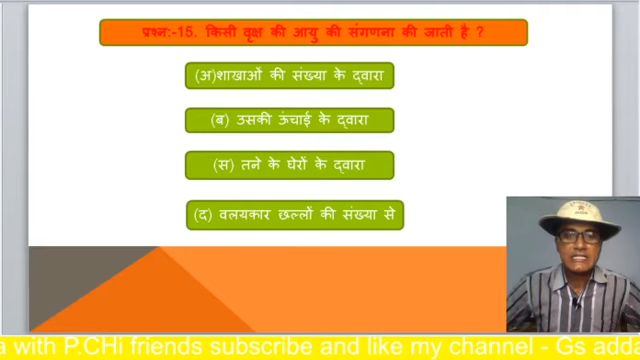 प्रश्न:-15. किसी वृक्ष की आयु की संगणना की जाती है ?
(अ)शाखाओं की संख्या के द्वारा
(ब) उसकी ऊंचाई के द्वारा
(स) तने के घेरों के द्वारा
(द) वलयकार छल्लों की संख्या से
a with P.CHi friends subscribe and like my channel - Gs adda